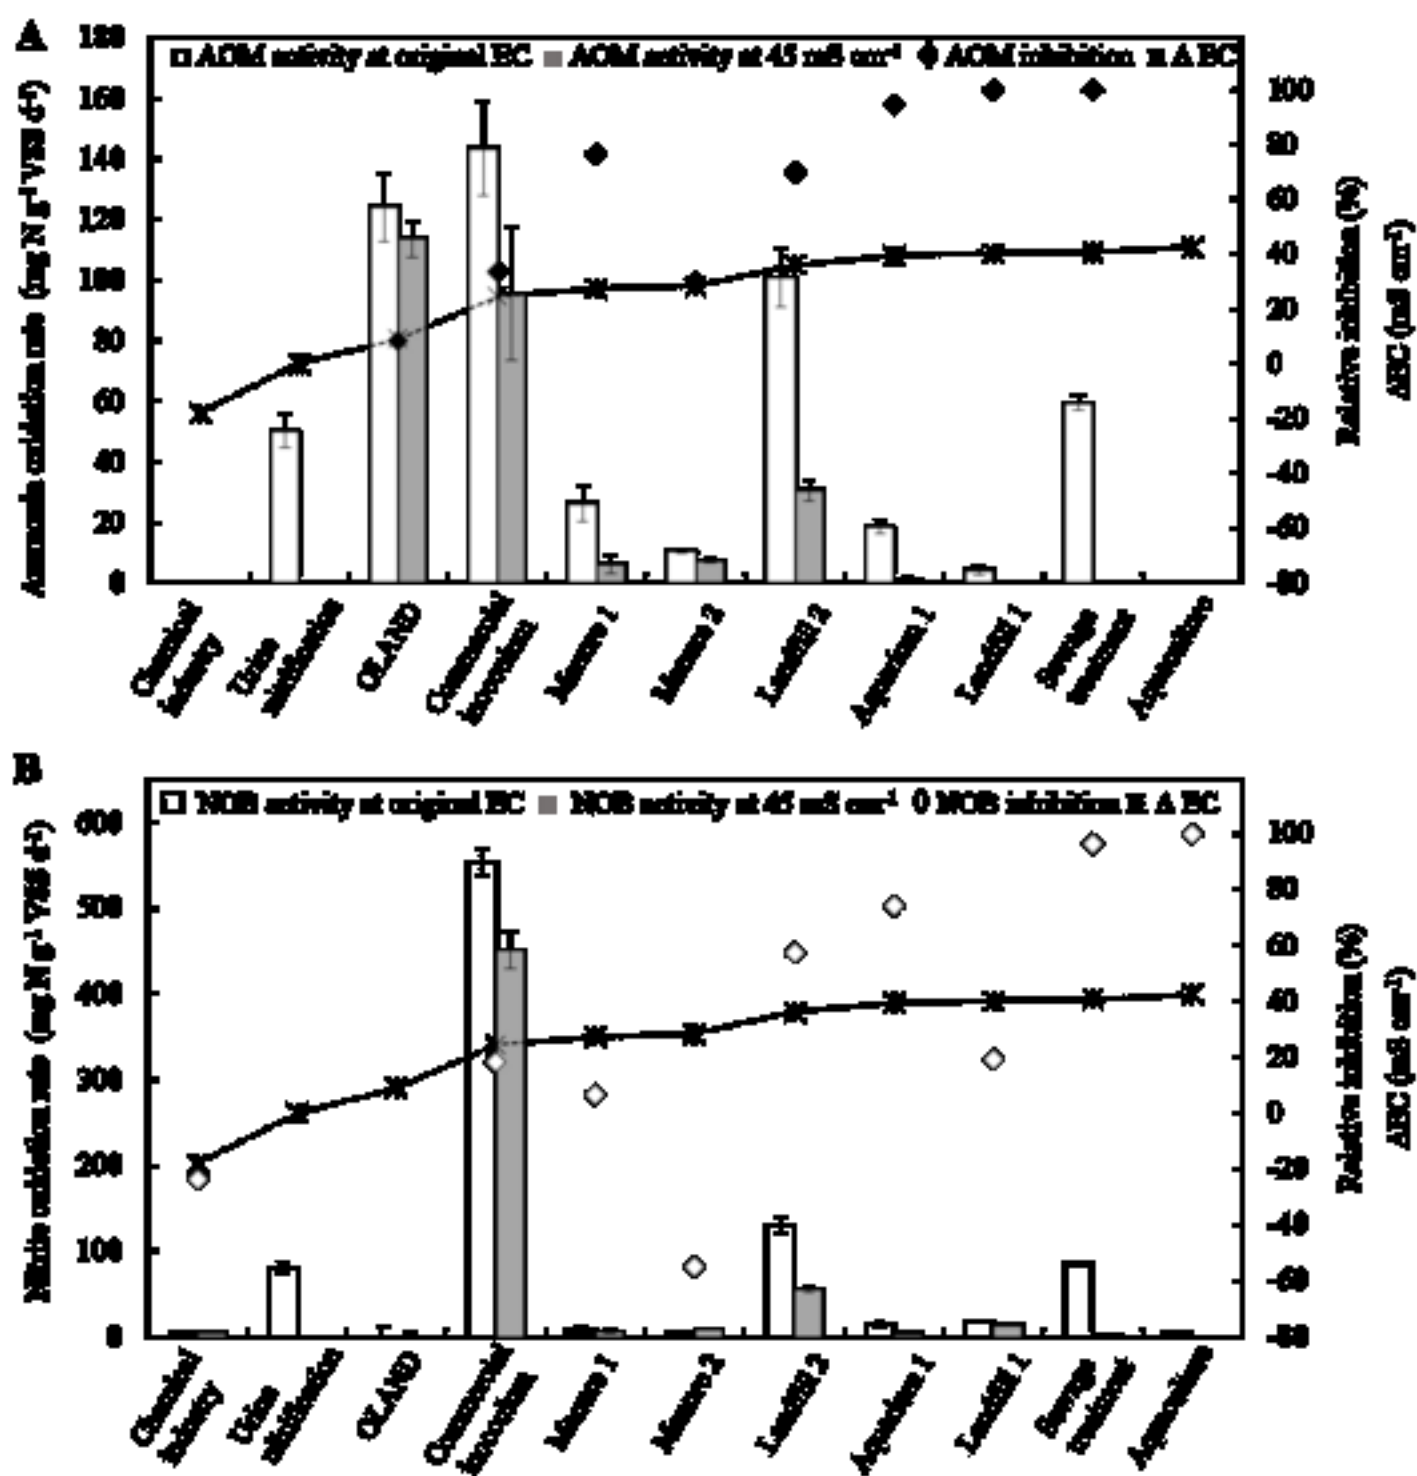 A
□ AOM activity at original EC ■ AOM activity at 45 mS cm⁻¹ ◆ AOM inhibition ж Δ EC
Ammonia oxidation rate (mg N g⁻¹ VSS d⁻¹)
180
160
140
120
100
80
60
40
20
0
100
80
60
40
20
0
-20
-40
-60
-80
Relative inhibition (%)
ΔEC (mS cm⁻¹)
Chemical industry
Urine nitrification
OLAND
Commercial inoculum
Manure 1
Manure 2
Landfill 2
Aquarium 1
Landfill 1
Sewage treatment
Aquaculture
B
□ NOB activity at original EC ■ NOB activity at 45 mS cm⁻¹ ◊ NOB inhibition ж Δ EC
Nitrite oxidation rate (mg N g⁻¹ VSS d⁻¹)
600
500
400
300
200
100
0
100
80
60
40
20
0
-20
-40
-60
-80
Relative inhibition (%)
ΔEC (mS cm⁻¹)
Chemical industry
Urine nitrification
OLAND
Commercial inoculum
Manure 1
Manure 2
Landfill 2
Aquarium 1
Landfill 1
Sewage treatment